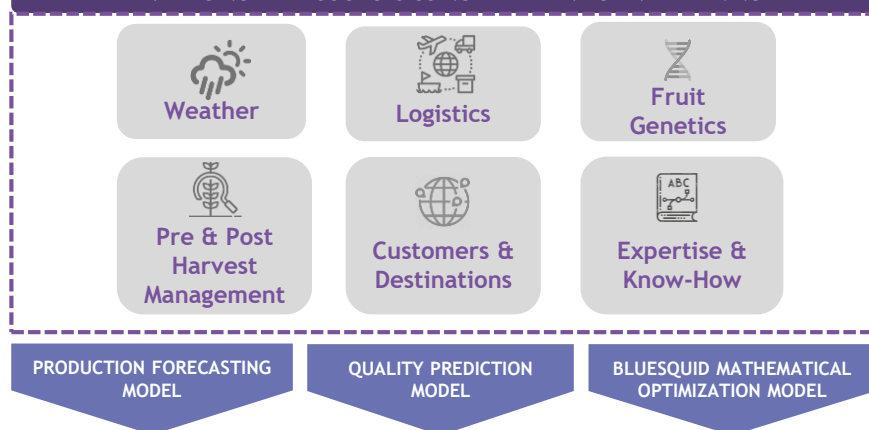 Weather
Logistics
Fruit
Genetics
Pre & Post
Harvest
Management
Customers &
Destinations
ABC
Expertise &
Know-How
PRODUCTION FORECASTING
MODEL
QUALITY PREDICTION
MODEL
BLUESQUID MATHEMATICAL
OPTIMIZATION MODEL